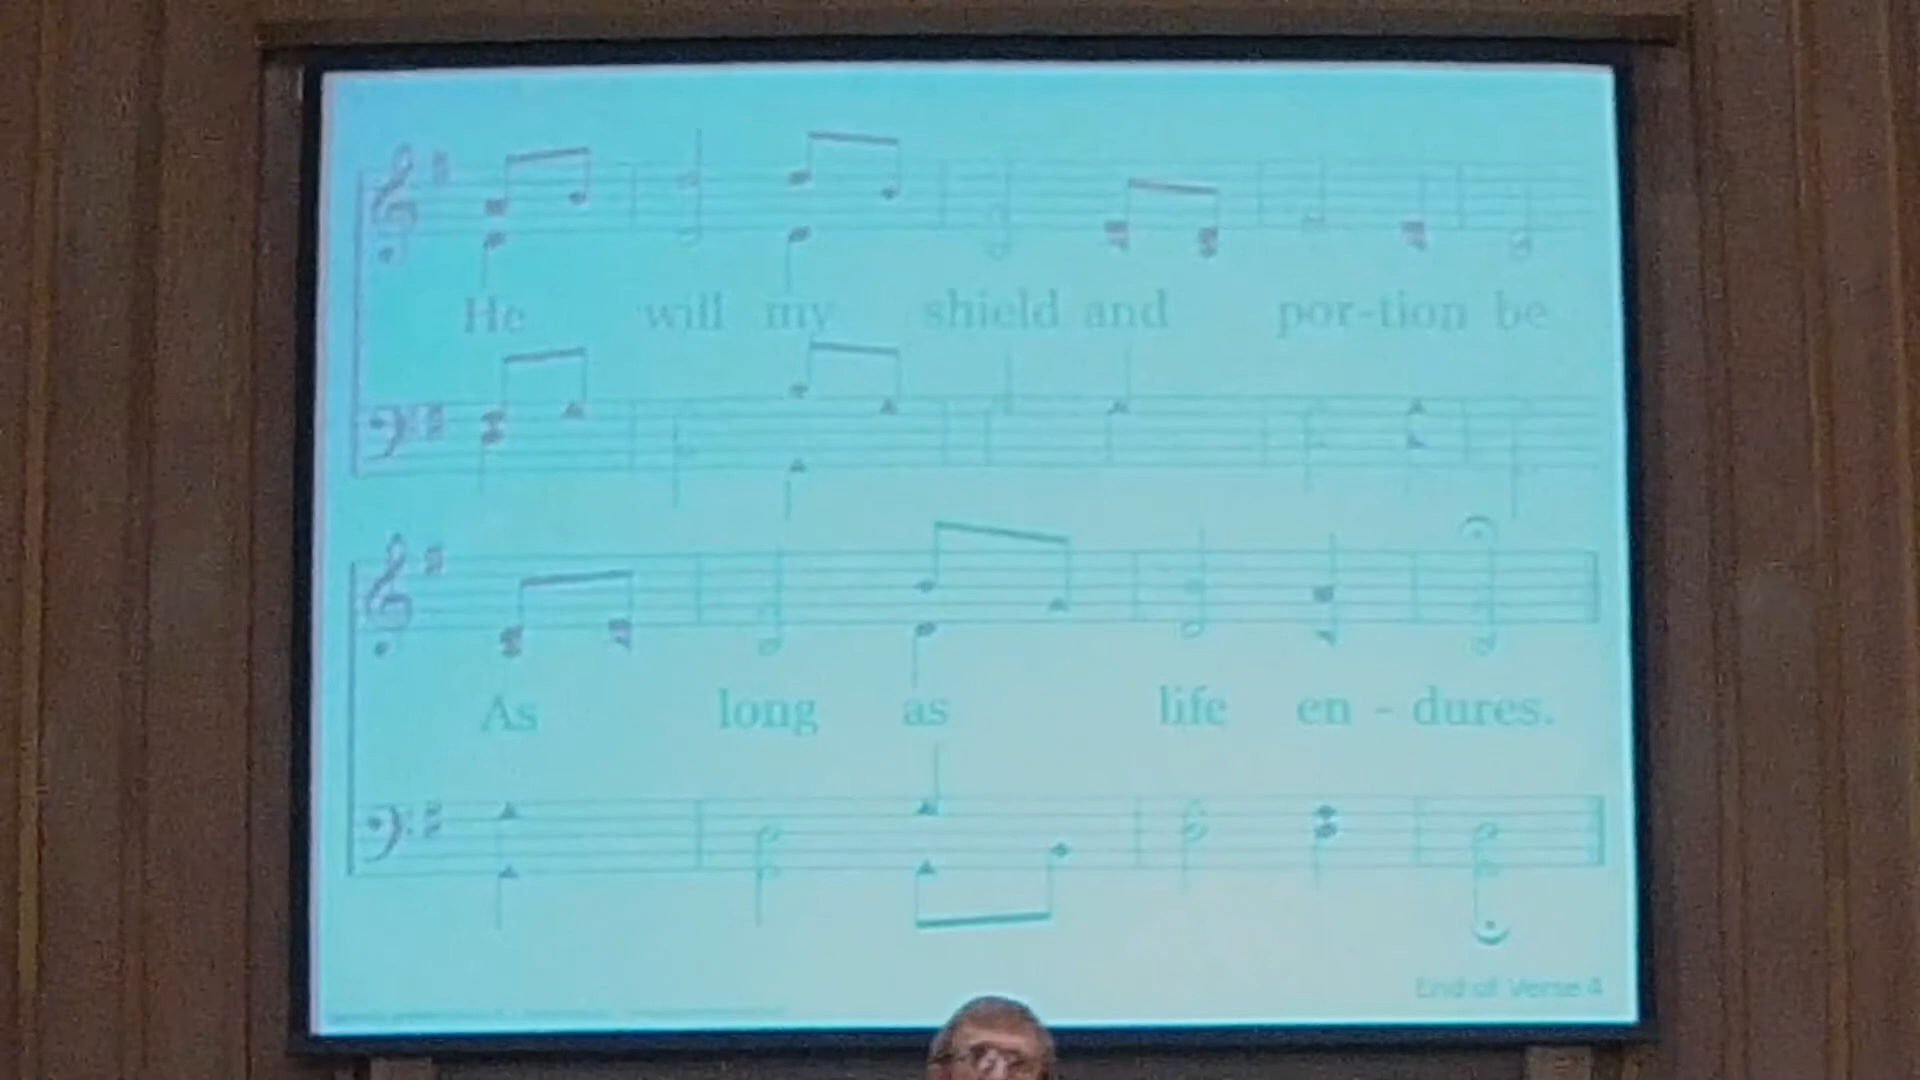 He will my shield and por-tion be
As long as life en - dures.
End of Verse 4